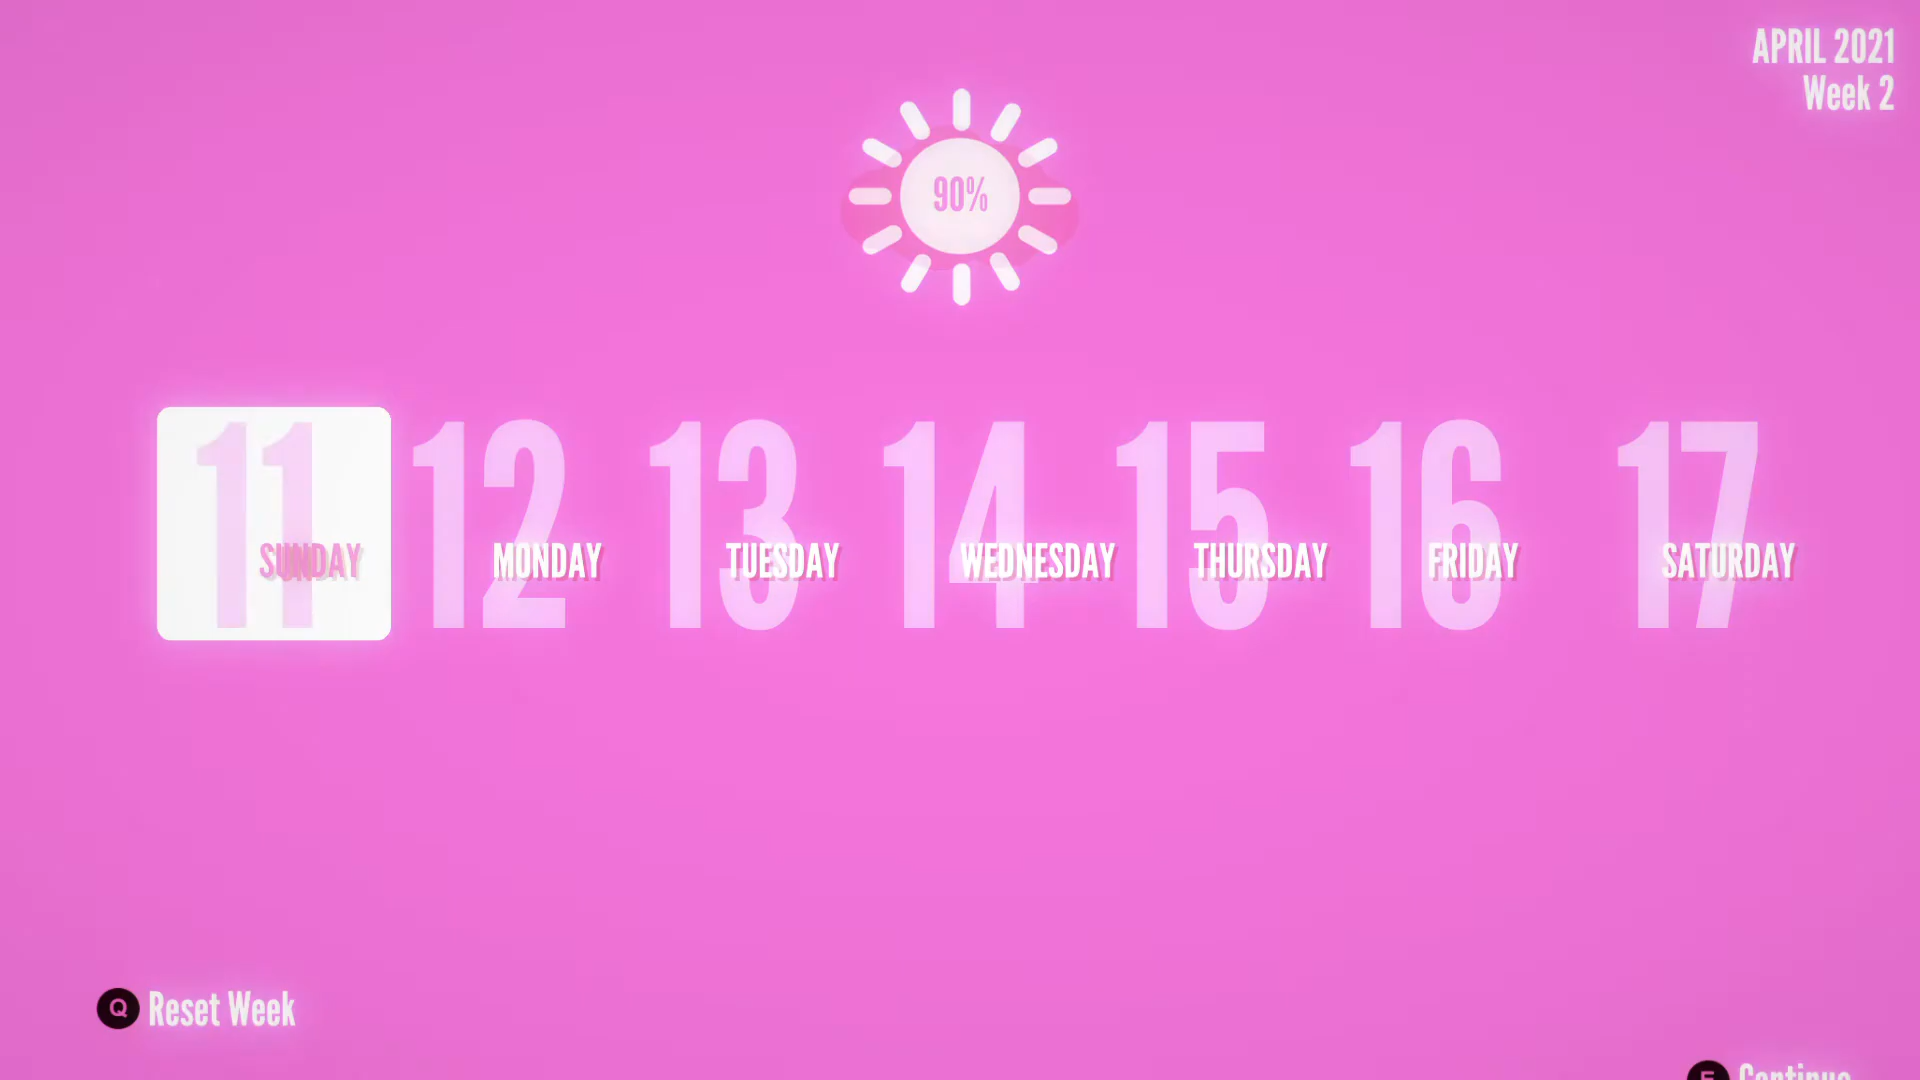 APRIL 2021
Week 2
90%
11 12 13 14 15 16 17
SUNDAY MONDAY TUESDAY WEDNESDAY THURSDAY FRIDAY SATURDAY
Q Reset Week
Continue